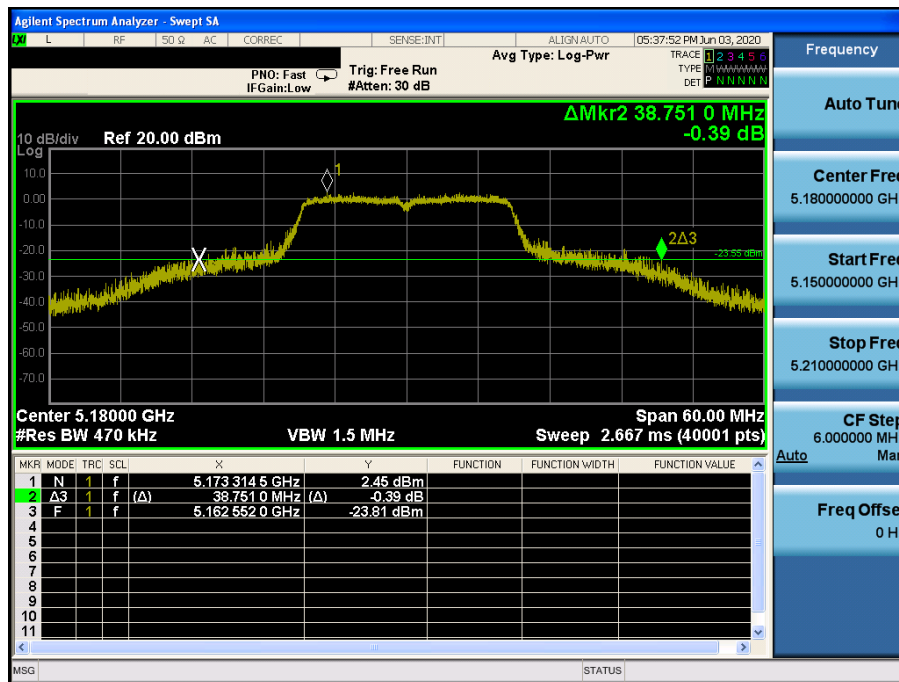 Agilent Spectrum Analyzer - Swept SA
LXI L RF 50 Ω AC CORREC SENSE:INT ALIGN AUTO 05:37:52 PM Jun 03, 2020
Frequency
Avg Type: Log-Pwr
TRACE 1 2 3 4 5 6
PNO: Fast Trig: Free Run TYPE M W W W W W
IFGain:Low #Atten: 30 dB DET P N N N N N
Auto Tune
ΔMkr2 38.751 0 MHz
-0.39 dB
10 dB/div Ref 20.00 dBm
Log
10.0
0.00
-10.0
-20.0
-30.0
-40.0
-50.0
-60.0
-70.0
1
2Δ3
-23.55 dBm
X
Center 5.18000 GHz Span 60.00 MHz
#Res BW 470 kHz VBW 1.5 MHz Sweep 2.667 ms (40001 pts)
Center Freq
5.180000000 GH
Start Freq
5.150000000 GH
Stop Freq
5.210000000 GH
CF Step
6.000000 MH
Auto Man
Freq Offse
0 H
MKR MODE TRC SCL X Y FUNCTION FUNCTION WIDTH FUNCTION VALUE
1 N 1 f 5.173 314 5 GHz 2.45 dBm
2 Δ3 1 f (Δ) 38.751 0 MHz (Δ) -0.39 dB
3 F 1 f 5.162 552 0 GHz -23.81 dBm
4
5
6
7
8
9
10
11
MSG STATUS